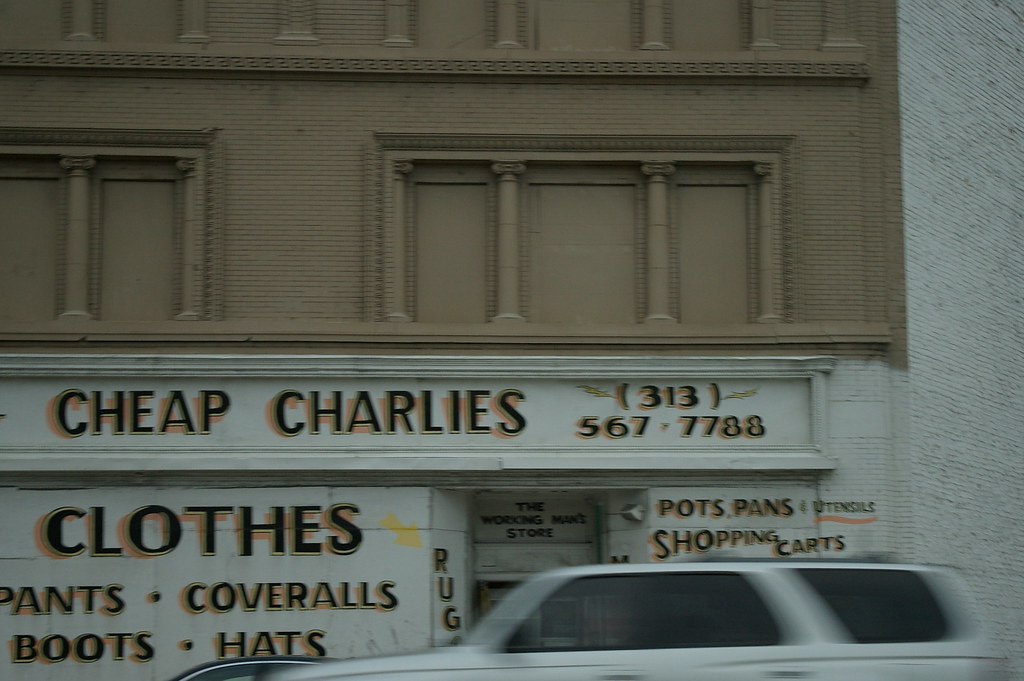 CHEAP CHARLIES
( 313 )
567 - 7788
CLOTHES
PANTS • COVERALLS
BOOTS • HATS
RUG
THE
WORKING MAN'S
STORE
POTS, PANS & UTENSILS
SHOPPING CARTS